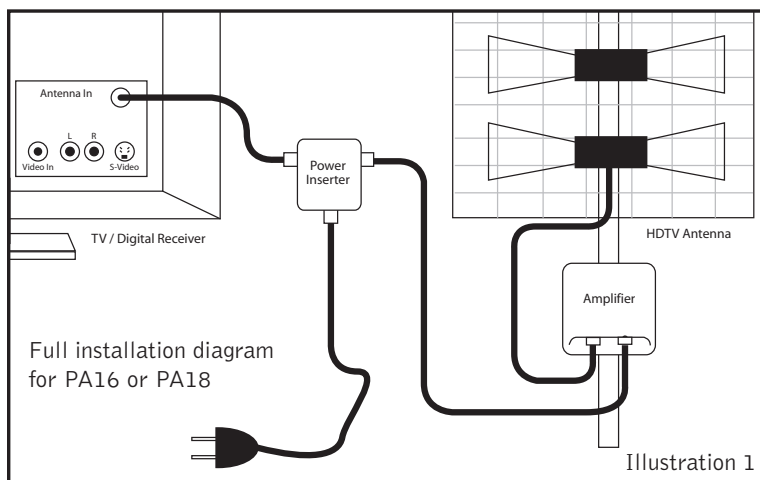 Antenna In
L R
Video In
S-Video
TV / Digital Receiver
Power
Inserter
HDTV Antenna
Amplifier
Full installation diagram
for PA16 or PA18
Illustration 1